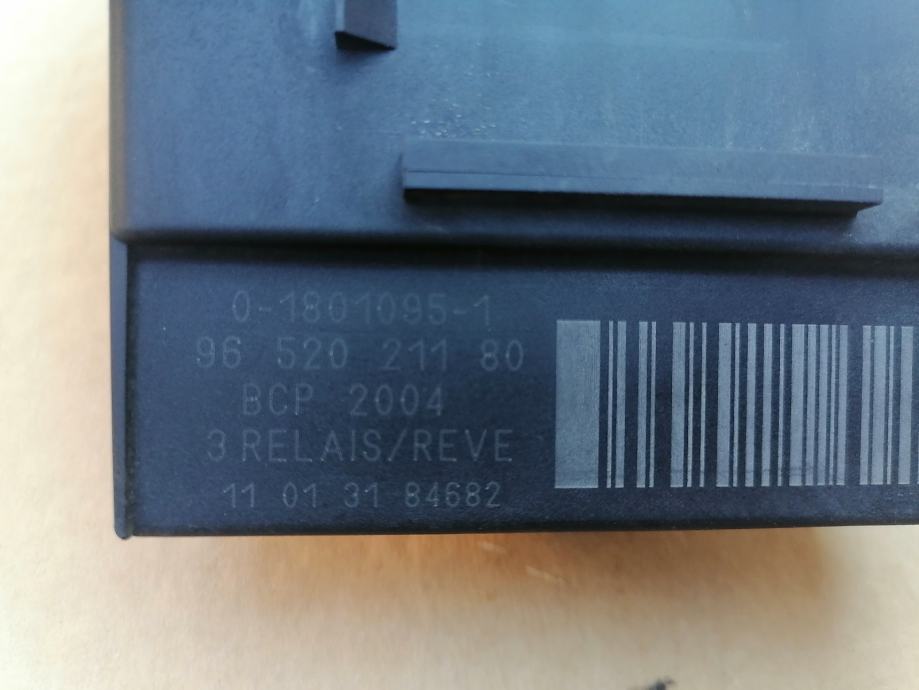 0-1801095-1
96 520 211 80
BCP 2004
3 RELAIS/REVE
11 01 31 84682